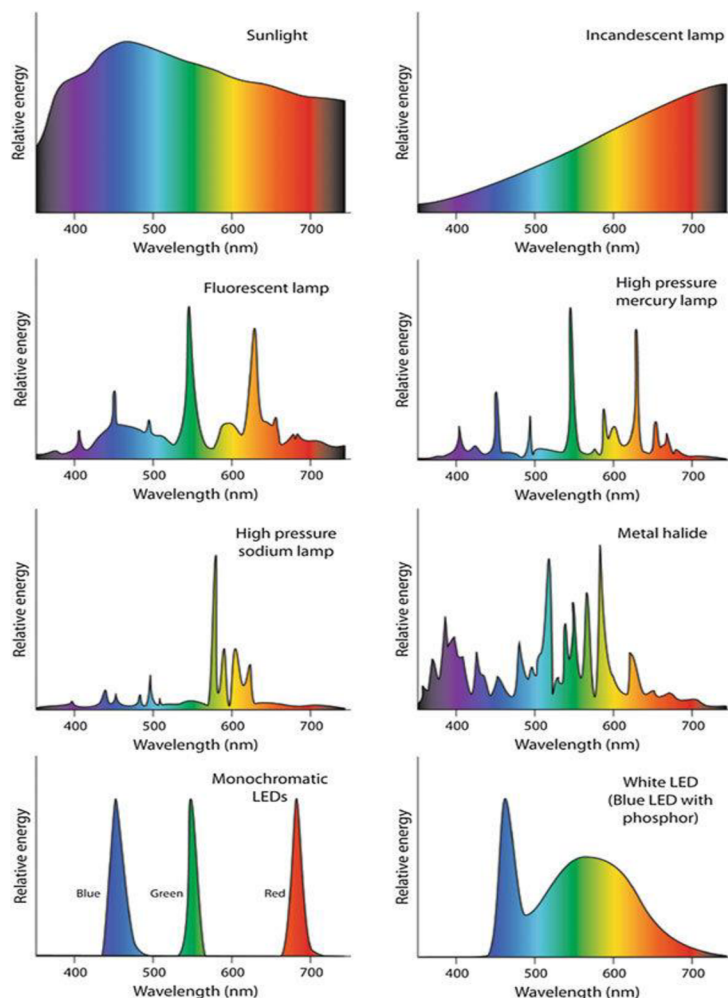 Sunlight
Relative energy
400 500 600 700
Wavelength (nm)
Incandescent lamp
Relative energy
400 500 600 700
Wavelength (nm)
Fluorescent lamp
Relative energy
400 500 600 700
Wavelength (nm)
High pressure
mercury lamp
Relative energy
400 500 600 700
Wavelength (nm)
High pressure
sodium lamp
Relative energy
400 500 600 700
Wavelength (nm)
Metal halide
Relative energy
400 500 600 700
Wavelength (nm)
Monochromatic
LEDs
Relative energy
Blue
Green
Red
400 500 600 700
Wavelength (nm)
White LED
(Blue LED with
phosphor)
Relative energy
400 500 600 700
Wavelength (nm)